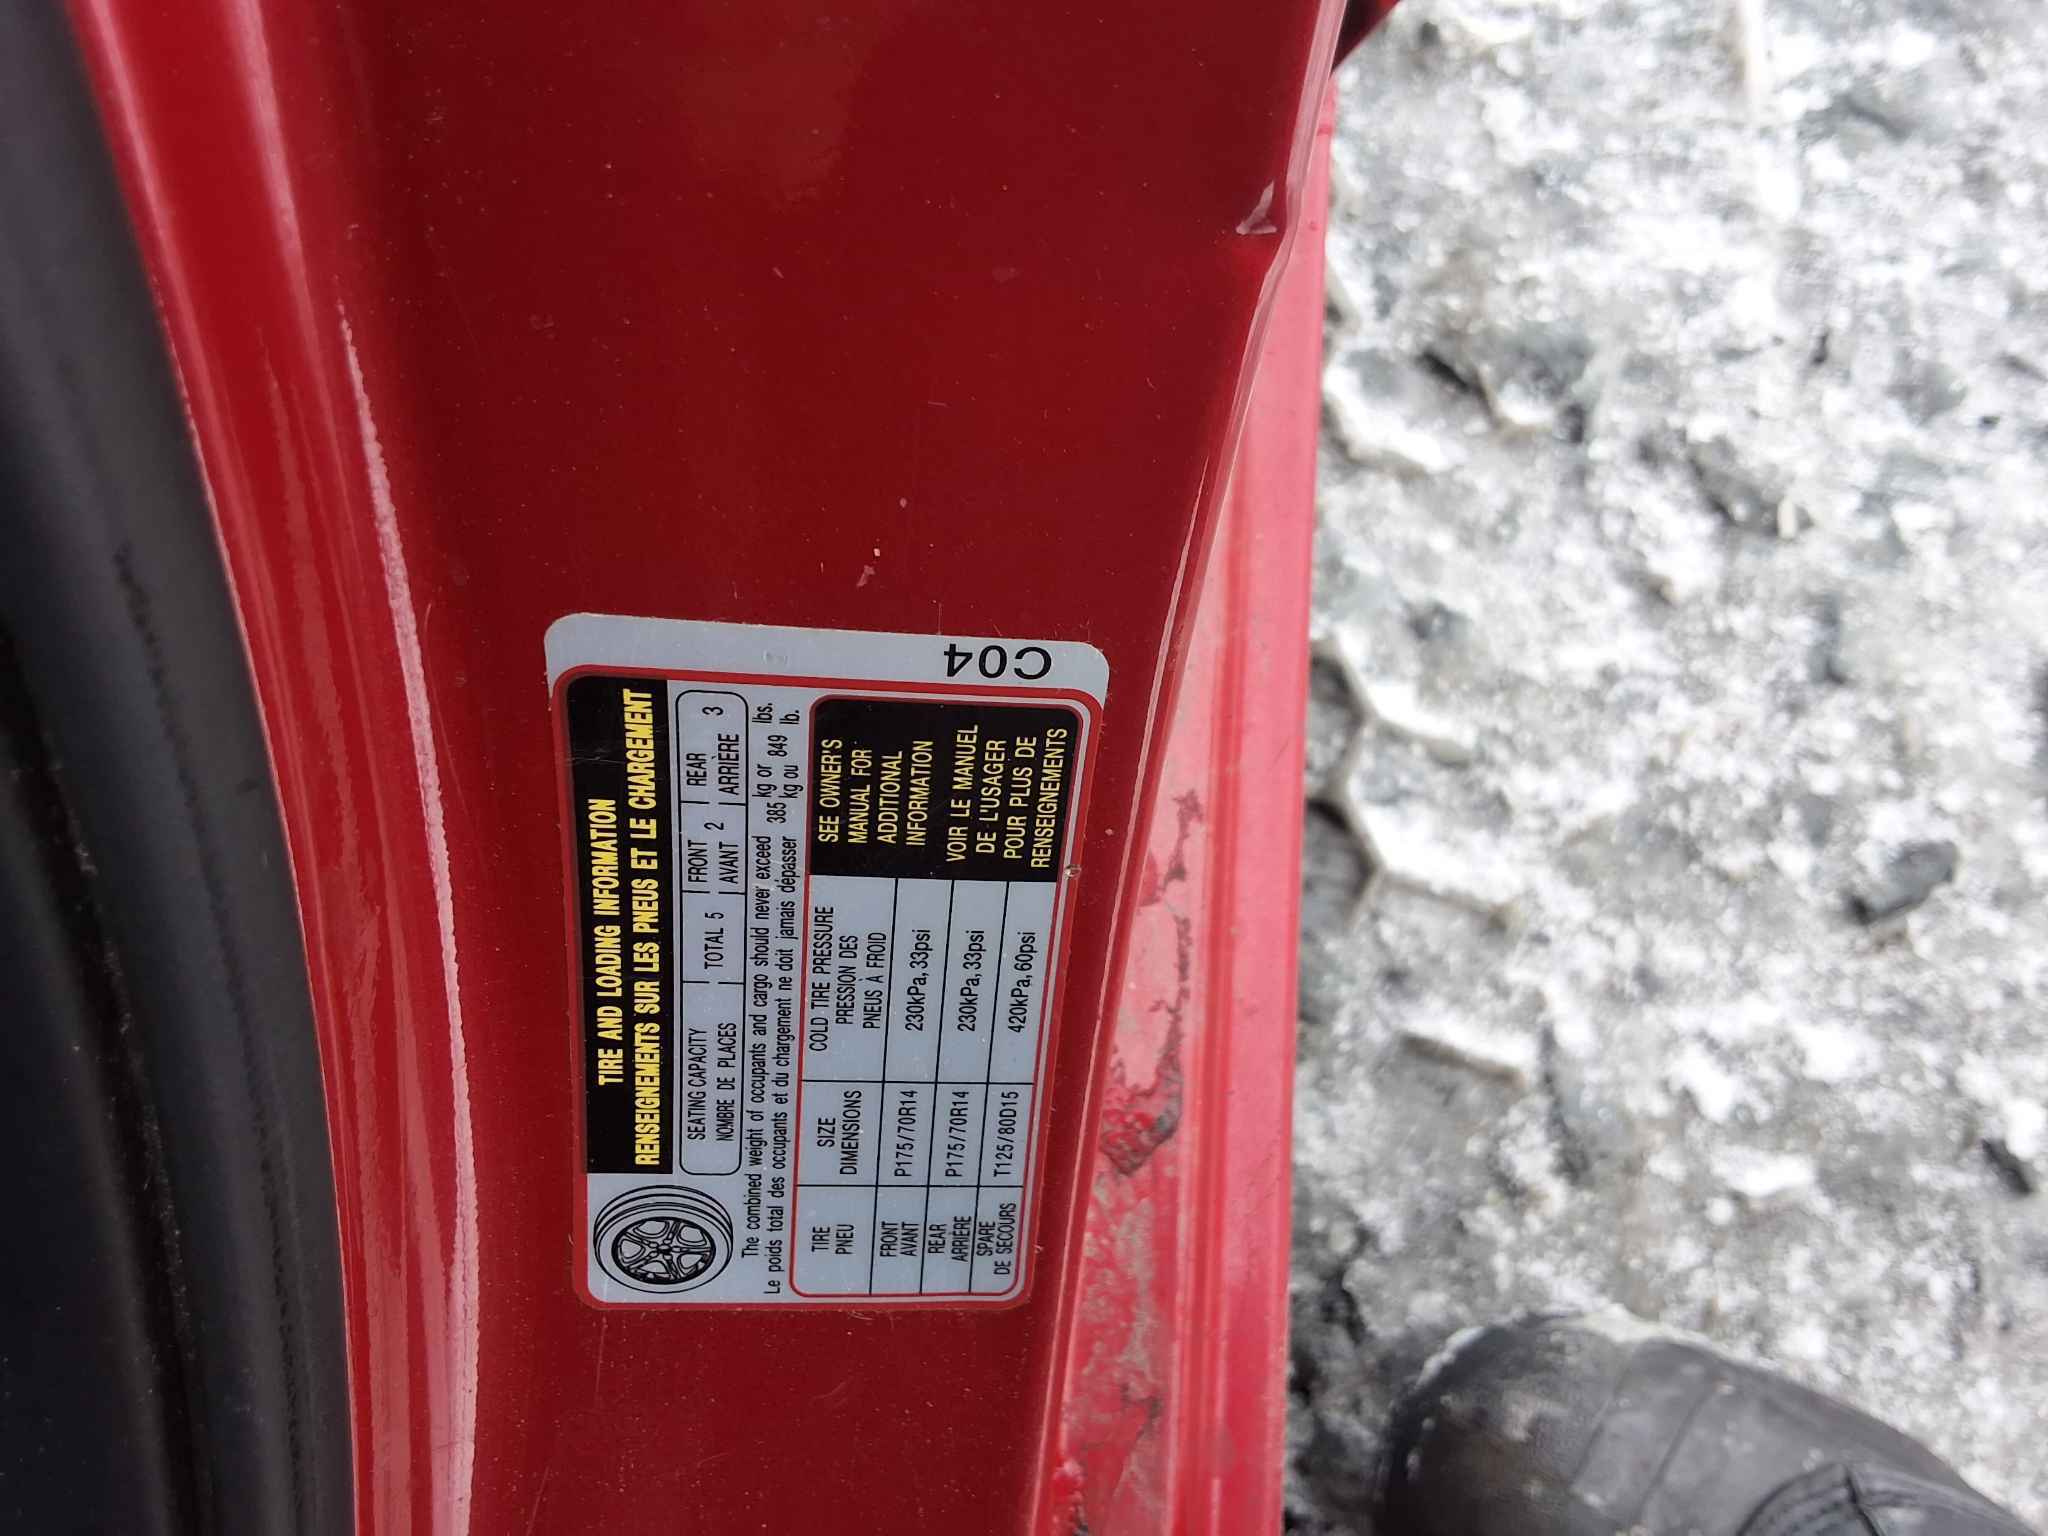 TIRE AND LOADING INFORMATION
RENSEIGNEMENTS SUR LES PNEUS ET LE CHARGEMENT
SEATING CAPACITY TOTAL 5 FRONT 2 REAR 3
NOMBRE DE PLACES AVANT ARRIÈRE
The combined weight of occupants and cargo should never exceed 385 kg or 849 lbs.
Le poids total des occupants et du chargement ne doit jamais dépasser kg ou lb.
TIRE SIZE COLD TIRE PRESSURE
PNEU DIMENSIONS PRESSION DES
PNEUS À FROID
FRONT P175/70R14 230kPa, 33psi
AVANT
REAR P175/70R14 230kPa, 33psi
ARRIÈRE
SPARE T125/80D15 420kPa, 60psi
DE SECOURS
SEE OWNER'S
MANUAL FOR
ADDITIONAL
INFORMATION
VOIR LE MANUEL
DE L'USAGER
POUR PLUS DE
RENSEIGNEMENTS
C04